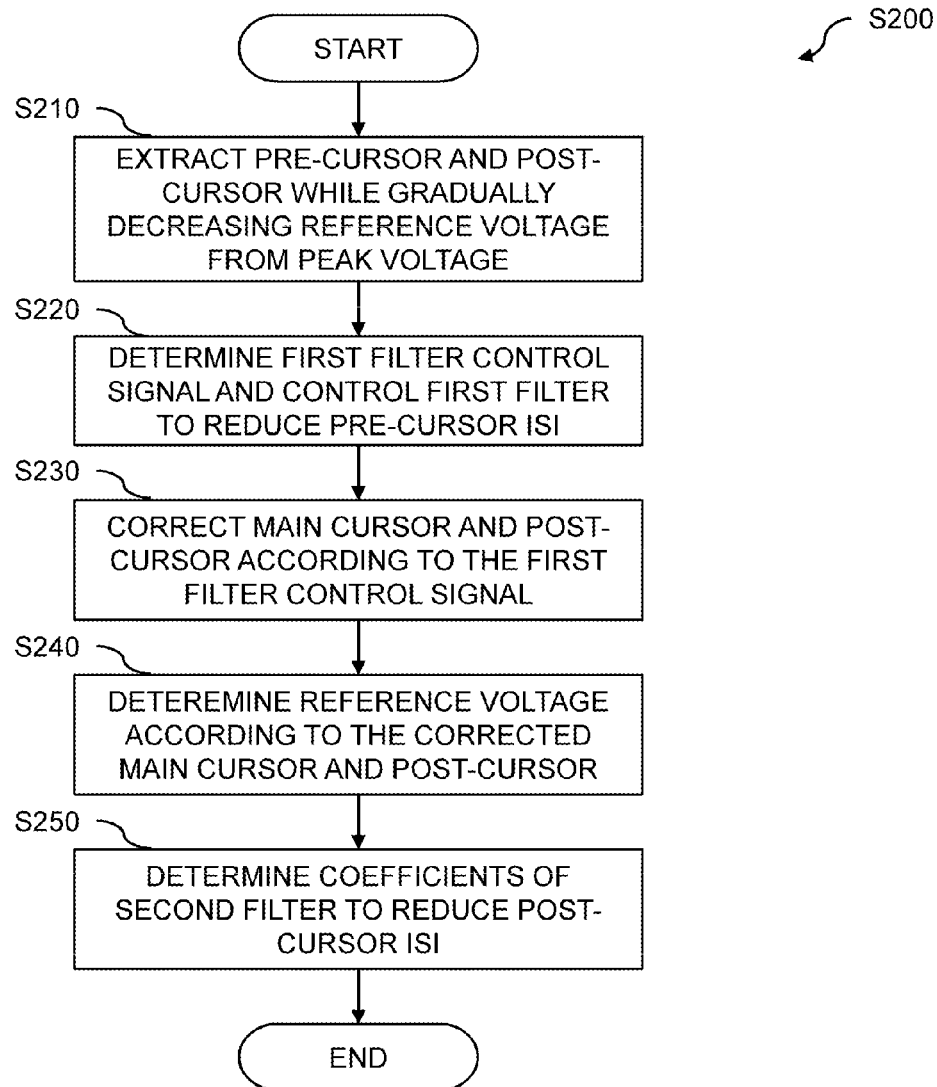 S200
START
S210
EXTRACT PRE-CURSOR AND POST-
CURSOR WHILE GRADUALLY
DECREASING REFERENCE VOLTAGE
FROM PEAK VOLTAGE
S220
DETERMINE FIRST FILTER CONTROL
SIGNAL AND CONTROL FIRST FILTER
TO REDUCE PRE-CURSOR ISI
S230
CORRECT MAIN CURSOR AND POST-
CURSOR ACCORDING TO THE FIRST
FILTER CONTROL SIGNAL
S240
DETEREMINE REFERENCE VOLTAGE
ACCORDING TO THE CORRECTED
MAIN CURSOR AND POST-CURSOR
S250
DETERMINE COEFFICIENTS OF
SECOND FILTER TO REDUCE POST-
CURSOR ISI
END